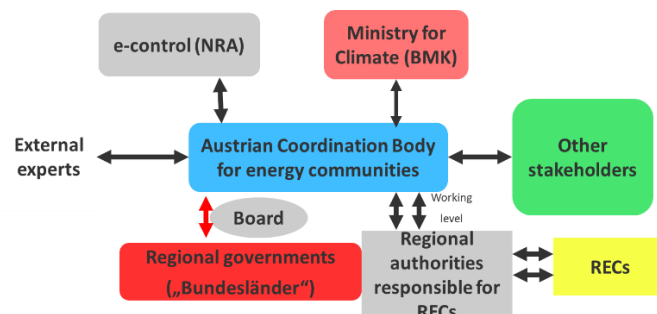 e-control (NRA)
Ministry for
Climate (BMK)
External
experts
Austrian Coordination Body
for energy communities
Other
stakeholders
Board
Working
level
Regional governments
(„Bundesländer“)
Regional
authorities
responsible for
RECs
RECs